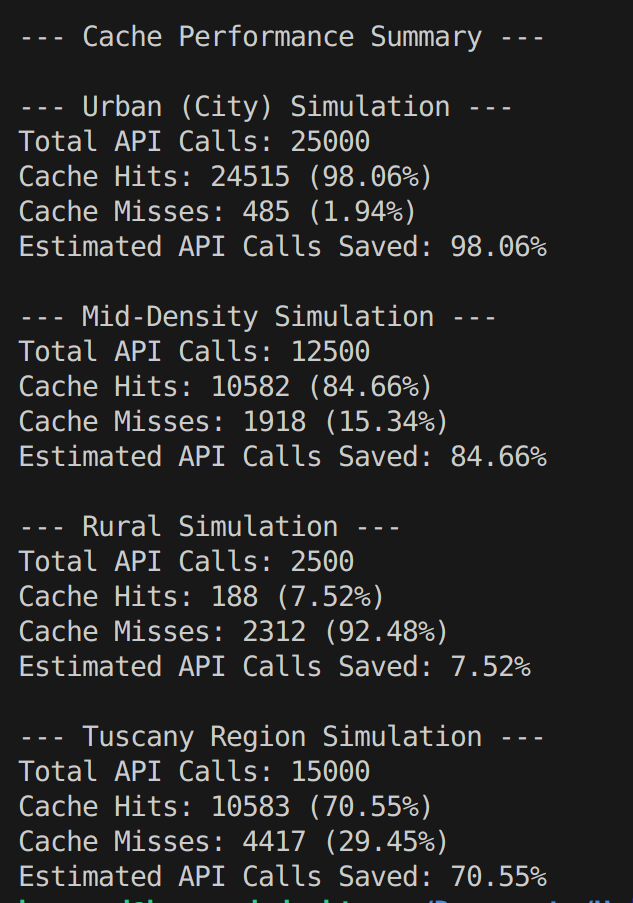 --- Cache Performance Summary ---
--- Urban (City) Simulation ---
Total API Calls: 25000
Cache Hits: 24515 (98.06%)
Cache Misses: 485 (1.94%)
Estimated API Calls Saved: 98.06%
--- Mid-Density Simulation ---
Total API Calls: 12500
Cache Hits: 10582 (84.66%)
Cache Misses: 1918 (15.34%)
Estimated API Calls Saved: 84.66%
--- Rural Simulation ---
Total API Calls: 2500
Cache Hits: 188 (7.52%)
Cache Misses: 2312 (92.48%)
Estimated API Calls Saved: 7.52%
--- Tuscany Region Simulation ---
Total API Calls: 15000
Cache Hits: 10583 (70.55%)
Cache Misses: 4417 (29.45%)
Estimated API Calls Saved: 70.55%